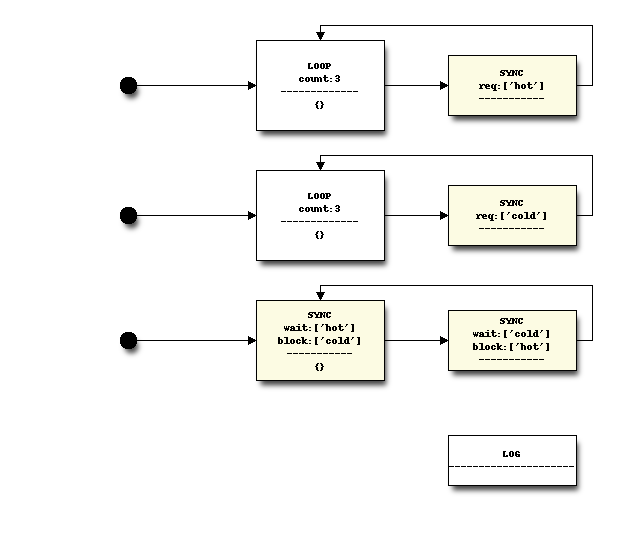 LOOP
count:3
-------------
{}
SYNC
req:['hot']
-----------
LOOP
count:3
-------------
{}
SYNC
req:['cold']
-----------
SYNC
wait:['hot']
block:['cold']
-----------
{}
SYNC
wait:['cold']
block:['hot']
-----------
LOG
---------------------